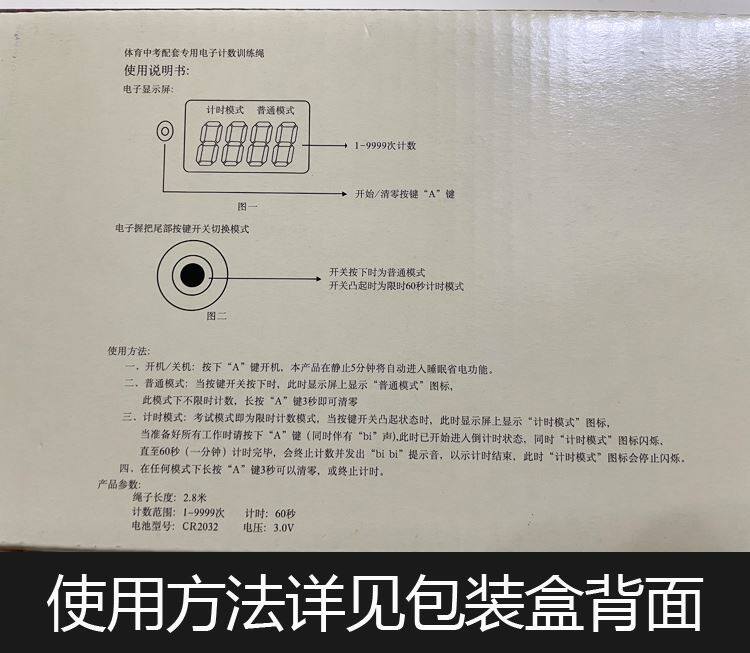 体育中考配套专用电子计数训练绳
使用说明书:
电子显示屏:
计时模式 普通模式
8888
1-9999次计数
开始/清零按键“A”键
图一
电子握把尾部按键开关切换模式
开关按下时为普通模式
开关凸起时为限时60秒计时模式
图二
使用方法:
一、开机/关机: 按下“A”键开机, 本产品在静止5分钟将自动进入睡眠省电功能。
二、普通模式: 当按键开关按下时, 此时显示屏上显示“普通模式”图标,
此模式下不限时计数, 长按“A”键3秒即可清零
三、计时模式: 考试模式即为限时计数模式, 当按键开关凸起状态时, 此时显示屏上显示“计时模式”图标,
当准备好所有工作时请按下“A”键 (同时伴有“bi”声),此时已开始进入倒计时状态, 同时“计时模式”图标闪烁,
直至60秒 (一分钟) 计时完毕, 会终止计数并发出“bi bi”提示音, 以示计时结束, 此时“计时模式”图标会停止闪烁。
四、在任何模式下长按“A”键3秒可以清零, 或终止计时。
产品参数:
绳子长度: 2.8米
计数范围: 1-9999次 计时: 60秒
电池型号: CR2032 电压: 3.0V
使用方法详见包装盒背面